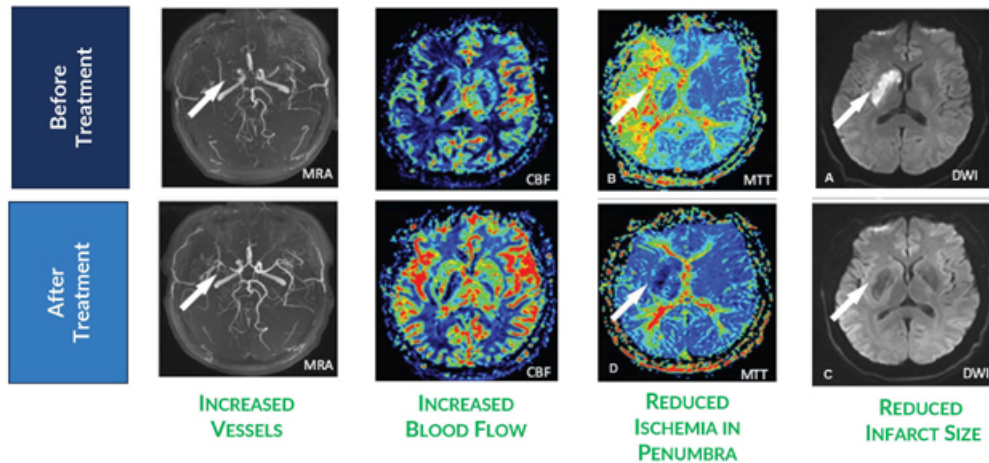 Before
Treatment
MRA
CBF
B
MTT
A
DWI
After
Treatment
MRA
CBF
D
MTT
C
DWI
INCREASED
VESSELS
INCREASED
BLOOD FLOW
REDUCED
ISCHEMIA IN
PENUMBRA
REDUCED
INFARCT SIZE